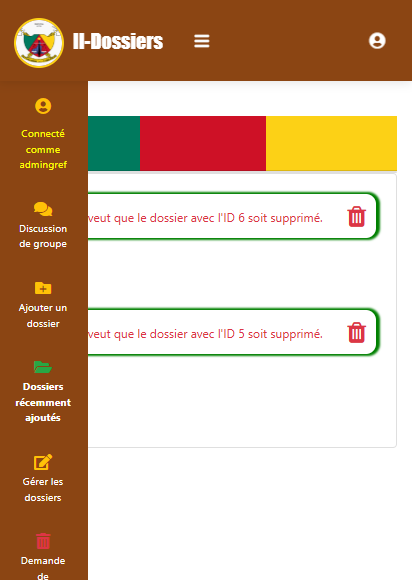 II-Dossiers
Connecté
comme
admingref
Discussion
de groupe
Ajouter un
dossier
Dossiers
récemment
ajoutés
Gérer les
dossiers
Demande
de
veut que le dossier avec l'ID 6 soit supprimé.
veut que le dossier avec l'ID 5 soit supprimé.